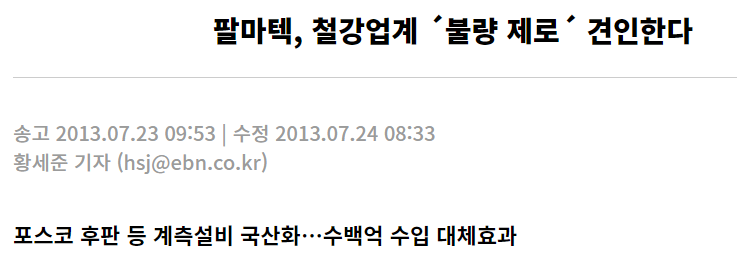 팔마텍, 철강업계 ´불량 제로´ 견인한다
송고 2013.07.23 09:53 | 수정 2013.07.24 08:33
황세준 기자 (hsj@ebn.co.kr)
포스코 후판 등 계측설비 국산화…수백억 수입 대체효과